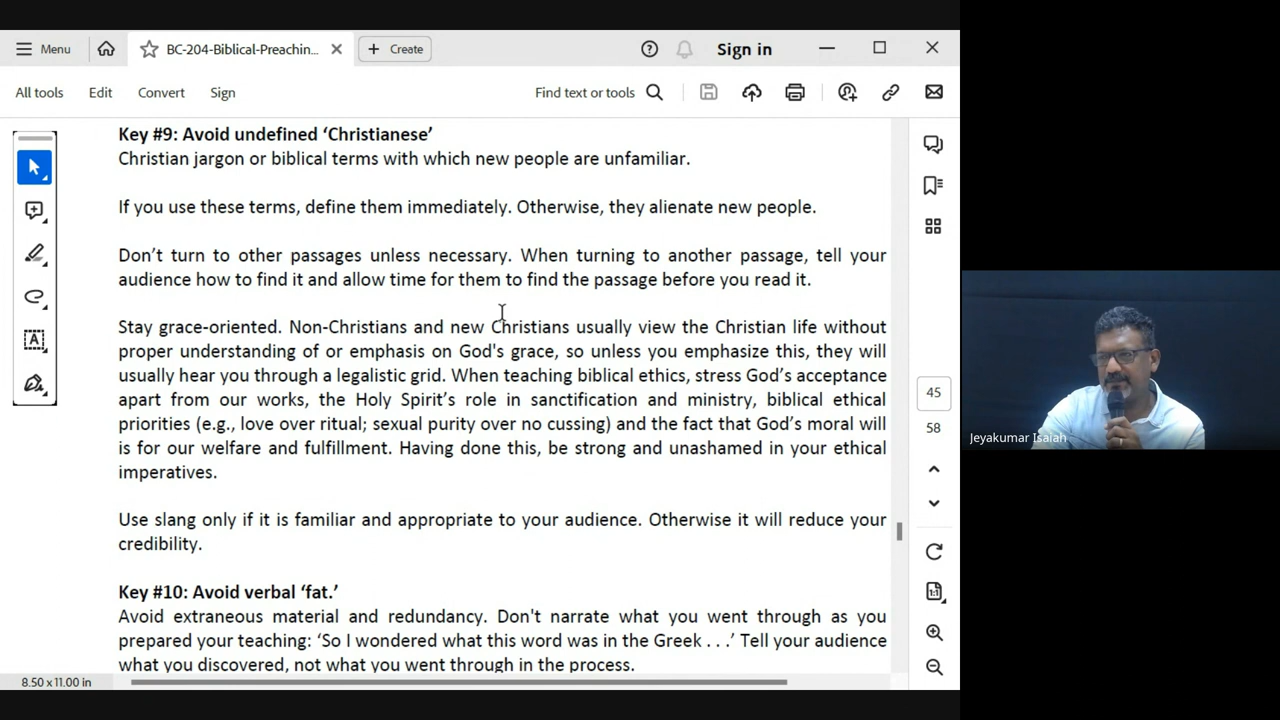 Menu
BC-204-Biblical-Preachin...
Create
Sign in
All tools
Edit
Convert
Sign
Find text or tools
Key #9: Avoid undefined ‘Christianese’
Christian jargon or biblical terms with which new people are unfamiliar.
If you use these terms, define them immediately. Otherwise, they alienate new people.
Don’t turn to other passages unless necessary. When turning to another passage, tell your
audience how to find it and allow time for them to find the passage before you read it.
Stay grace-oriented. Non-Christians and new Christians usually view the Christian life without
proper understanding of or emphasis on God's grace, so unless you emphasize this, they will
usually hear you through a legalistic grid. When teaching biblical ethics, stress God’s acceptance
apart from our works, the Holy Spirit’s role in sanctification and ministry, biblical ethical
priorities (e.g., love over ritual; sexual purity over no cussing) and the fact that God’s moral will
is for our welfare and fulfillment. Having done this, be strong and unashamed in your ethical
imperatives.
Use slang only if it is familiar and appropriate to your audience. Otherwise it will reduce your
credibility.
Key #10: Avoid verbal ‘fat.’
Avoid extraneous material and redundancy. Don't narrate what you went through as you
prepared your teaching: ‘So I wondered what this word was in the Greek . . .’ Tell your audience
what you discovered, not what you went through in the process.
8.50 x 11.00 in
45
58
1:1
Jeyakumar Isaiah